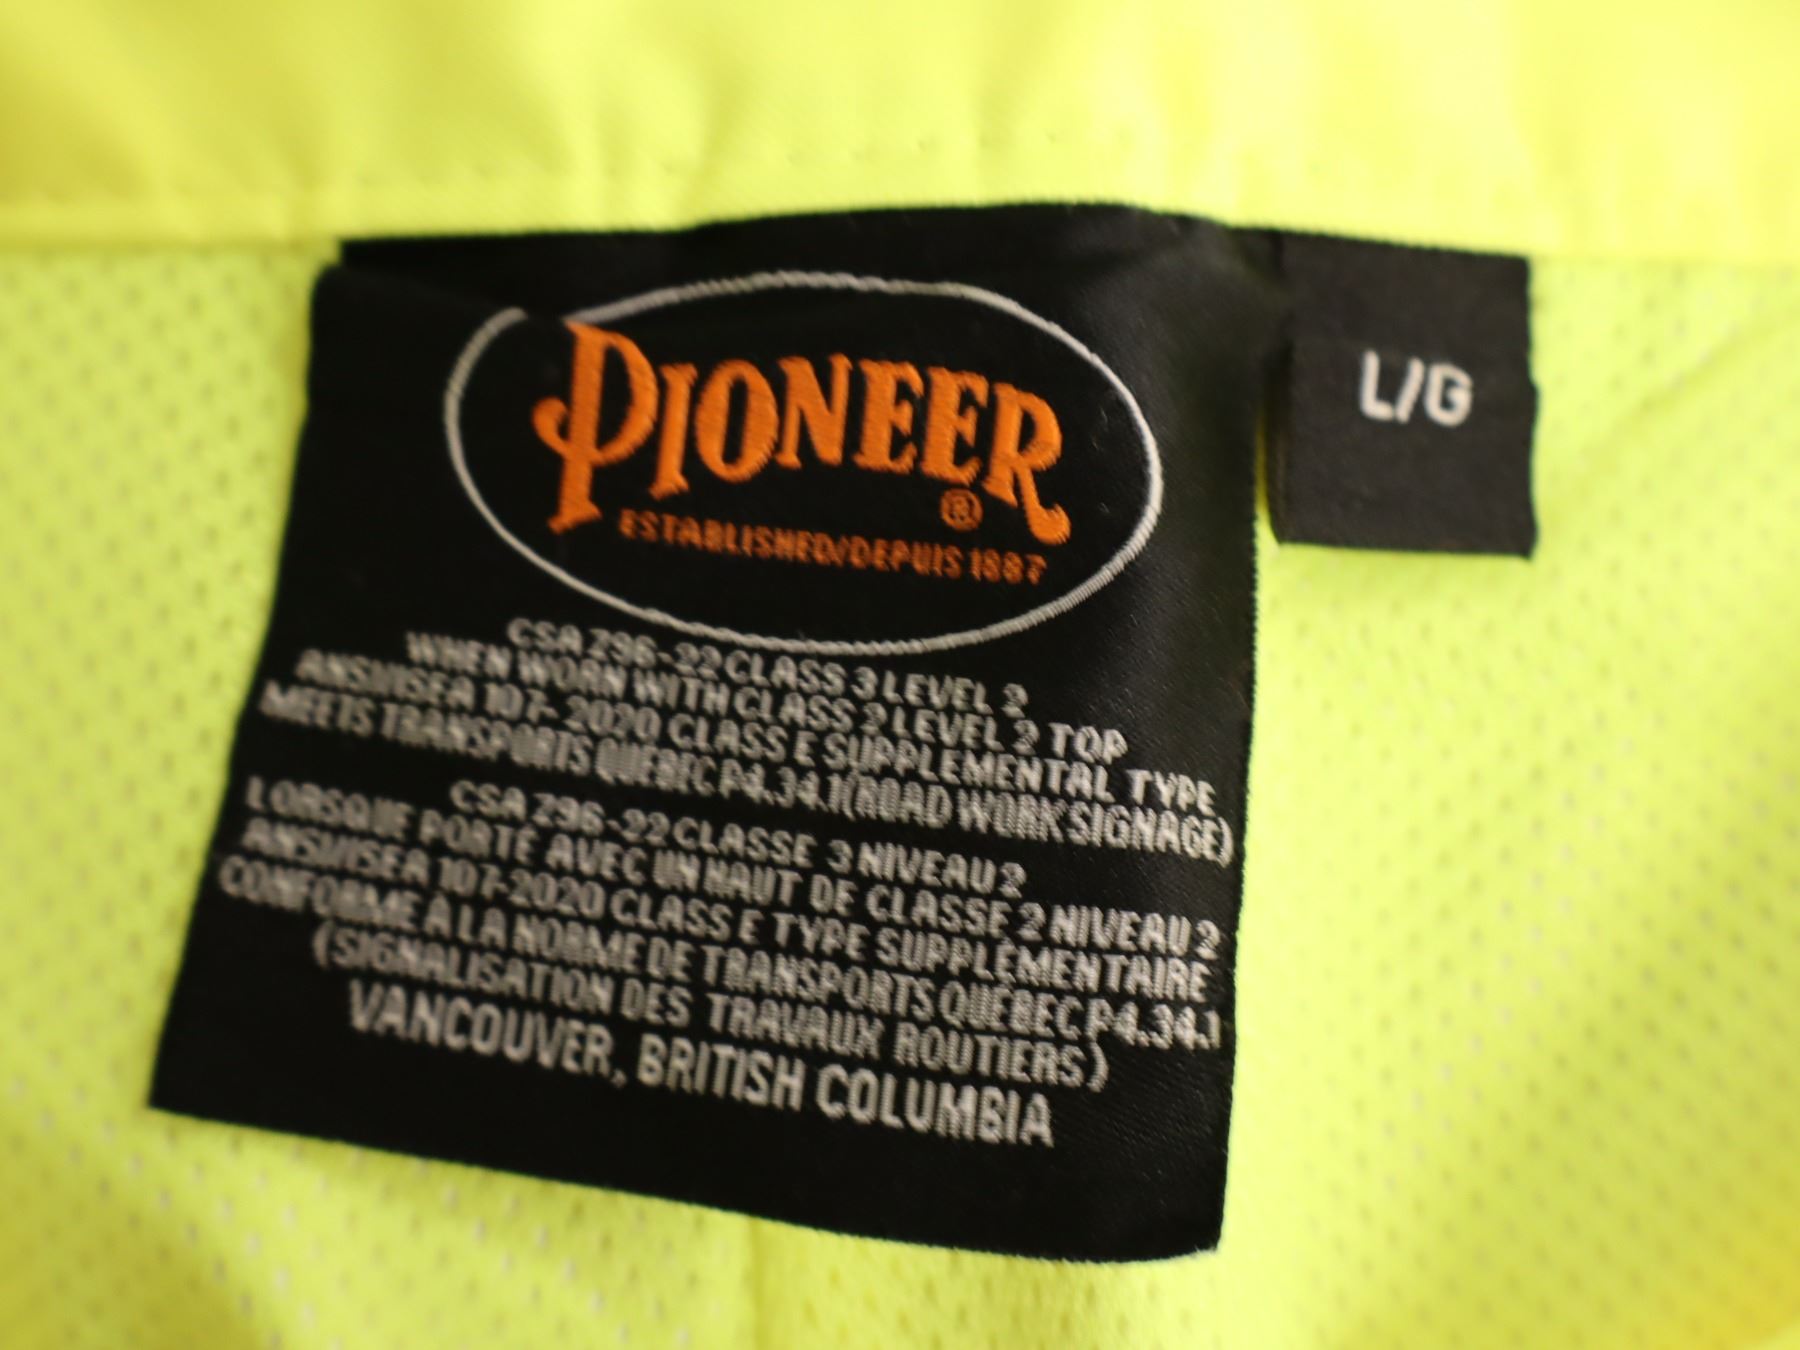 PIONEER
®
ESTABLISHED/DEPUIS 1887
L/G
CSA Z96-22 CLASS 3 LEVEL 2
WHEN WORN WITH CLASS 2 LEVEL 2 TOP
ANSI/ISEA 107-2020 CLASS E SUPPLEMENTAL TYPE
MEETS TRANSPORTS QUEBEC P4.34.1(ROAD WORK SIGNAGE)
CSA Z96-22 CLASSE 3 NIVEAU 2
LORSQUE PORTÉ AVEC UN HAUT DE CLASSE 2 NIVEAU 2
ANSI/ISEA 107-2020 CLASS E TYPE SUPPLÉMENTAIRE
CONFORME À LA NORME DE TRANSPORTS QUÉBEC P4.34.1
(SIGNALISATION DES TRAVAUX ROUTIERS)
VANCOUVER, BRITISH COLUMBIA